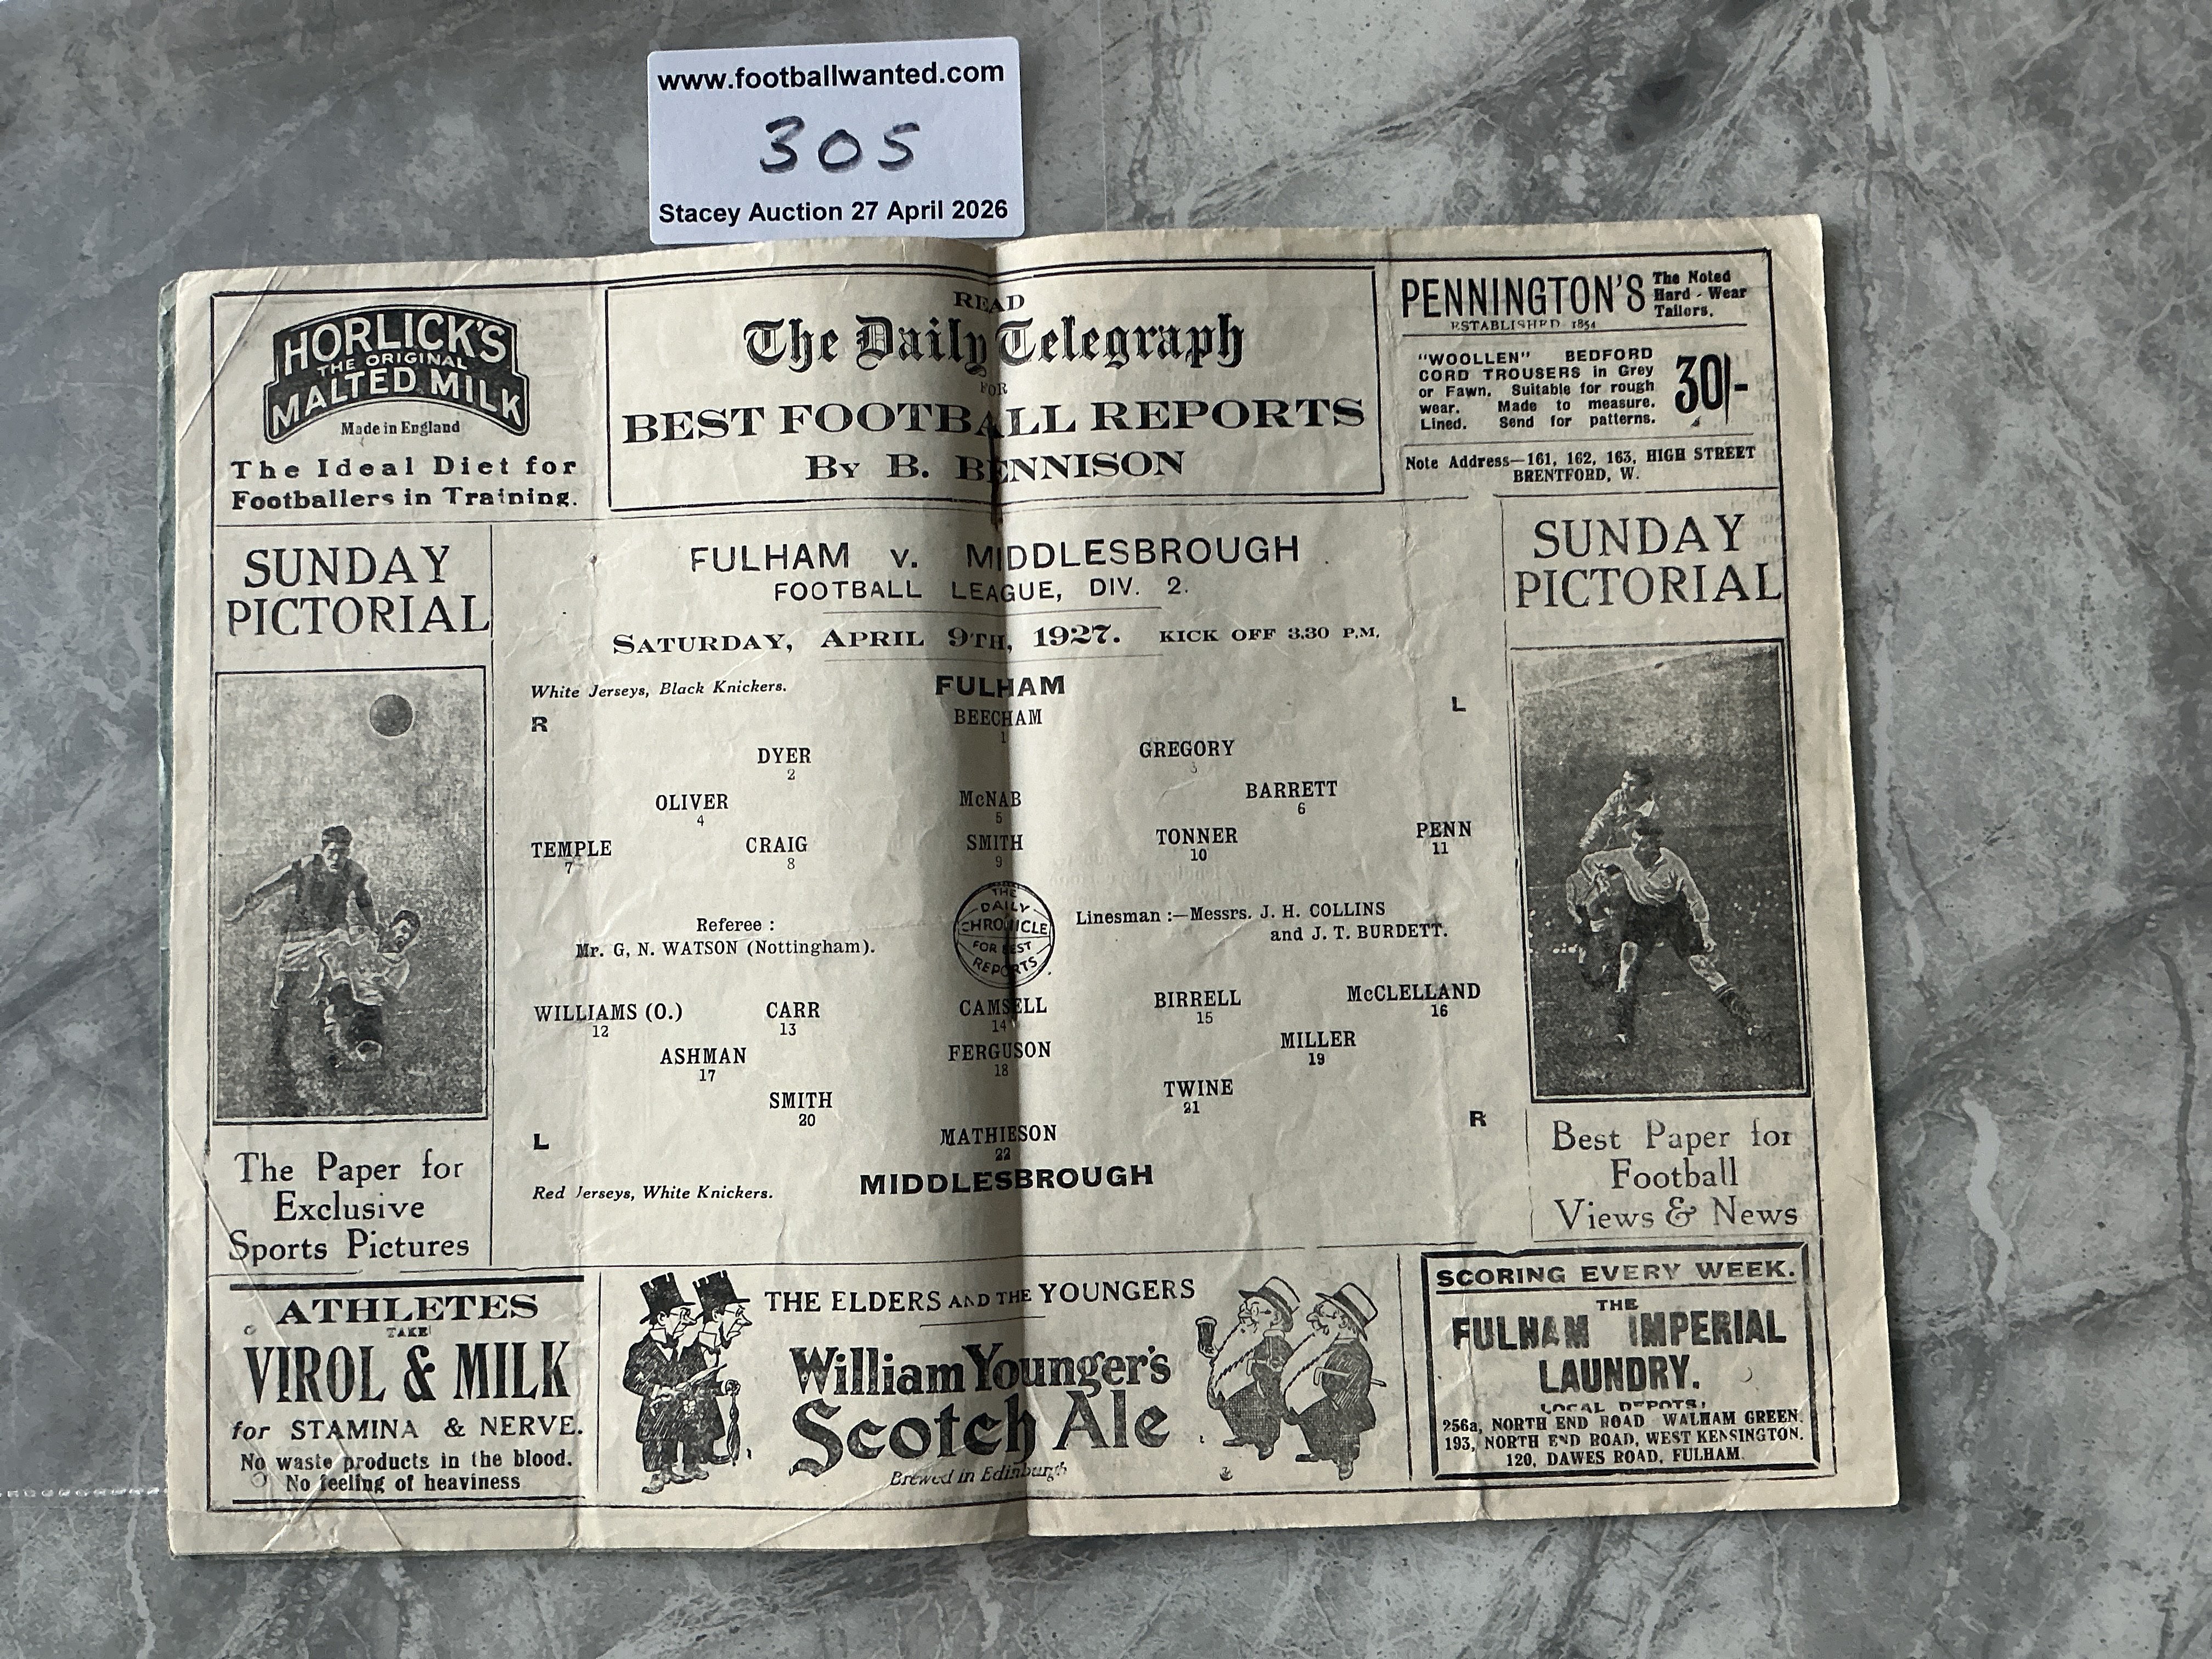 www.footballwanted.com
305
Stacey Auction 27 April 2026
HORLICK'S
THE ORIGINAL
MALTED MILK
Made in England
The Ideal Diet for
Footballers in Training.
READ
The Daily Telegraph
FOR
BEST FOOTBALL REPORTS
By B. BENNISON
PENNINGTON'S
The Noted
Hard-Wear
Tailors.
ESTABLISHED 1854
"WOOLLEN" BEDFORD
CORD TROUSERS in Grey
or Fawn. Suitable for rough
wear. Made to measure.
Lined. Send for patterns.
30/-
Note Address—161, 162, 163, HIGH STREET
BRENTFORD, W.
SUNDAY
PICTORIAL
The Paper for
Exclusive
Sports Pictures
FULHAM v. MIDDLESBROUGH
FOOTBALL LEAGUE, DIV. 2.
SATURDAY, APRIL 9TH, 1927. KICK OFF 3.30 P.M.
White Jerseys, Black Knickers.
FULHAM
R
BEECHAM
1
L
DYER
2
GREGORY
3
OLIVER
4
McNAB
5
BARRETT
6
TEMPLE
7
CRAIG
8
SMITH
9
TONNER
10
PENN
11
Referee :
Mr. G. N. WATSON (Nottingham).
THE
DAILY
CHRONICLE
FOR BEST
REPORTS
Linesman :—Messrs. J. H. COLLINS
and J. T. BURDETT.
WILLIAMS (O.)
12
CARR
13
CAMSELL
14
BIRRELL
15
McCLELLAND
16
ASHMAN
17
FERGUSON
18
MILLER
19
SMITH
20
TWINE
21
L
MATHIESON
22
R
Red Jerseys, White Knickers.
MIDDLESBROUGH
SUNDAY
PICTORIAL
Best Paper for
Football
Views & News
ATHLETES
TAKE
VIROL & MILK
for STAMINA & NERVE.
No waste products in the blood.
No feeling of heaviness
THE ELDERS AND THE YOUNGERS
William Younger's
Scotch Ale
Brewed in Edinburgh
SCORING EVERY WEEK.
THE
FULHAM IMPERIAL
LAUNDRY.
LOCAL DEPOTS,
256a, NORTH END ROAD WALHAM GREEN.
193, NORTH END ROAD, WEST KENSINGTON.
120, DAWES ROAD, FULHAM.